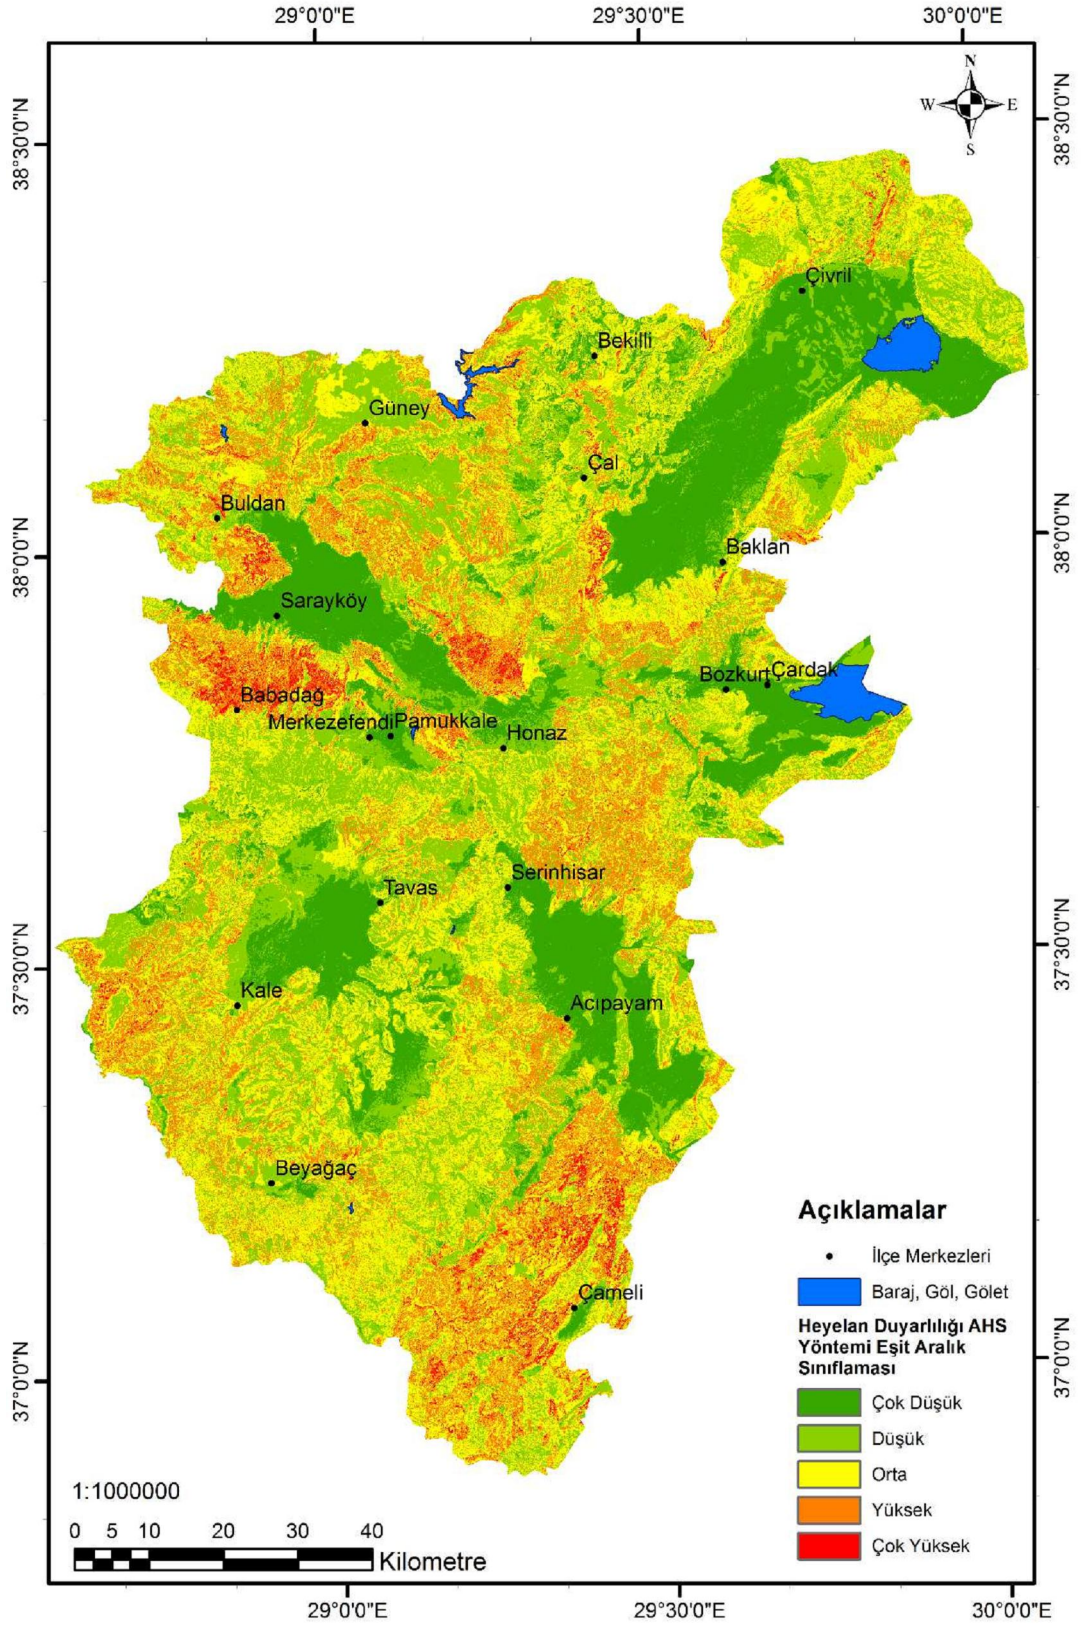 29°0'0"E
29°30'0"E
30°0'0"E
N
W
E
S
38°30'0"N
38°30'0"N
Çivril
Bekilli
Güney
Çal
Buldan
38°0'0"N
38°0'0"N
Baklan
Sarayköy
Bozkurt
Çardak
Babadağ
Merkezefendi
Pamukkale
Honaz
Serinhisar
Tavas
37°30'0"N
37°30'0"N
Kale
Acıpayam
Beyağaç
Çameli
37°0'0"N
37°0'0"N
Açıklamalar
İlçe Merkezleri
Baraj, Göl, Gölet
Heyelan Duyarlılığı AHS
Yöntemi Eşit Aralık
Sınıflaması
Çok Düşük
Düşük
Orta
Yüksek
Çok Yüksek
1:1000000
0 5 10 20 30 40
Kilometre
29°0'0"E
29°30'0"E
30°0'0"E